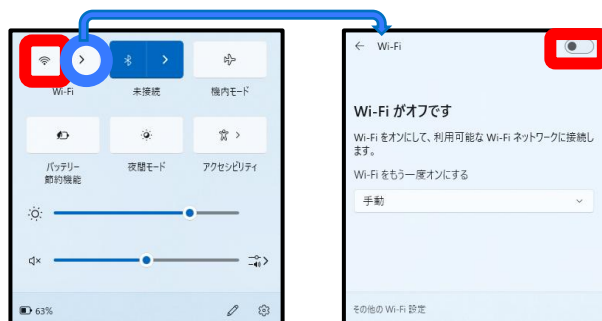 Wi-Fi
未接続
機内モード
バッテリー
節約機能
夜間モード
アクセシビリティ
63%
Wi-Fi
Wi-Fi がオフです
Wi-Fi をオンにして、利用可能な Wi-Fi ネットワークに接続し
ます。
Wi-Fi をもう一度オンにする
手動
その他の Wi-Fi 設定